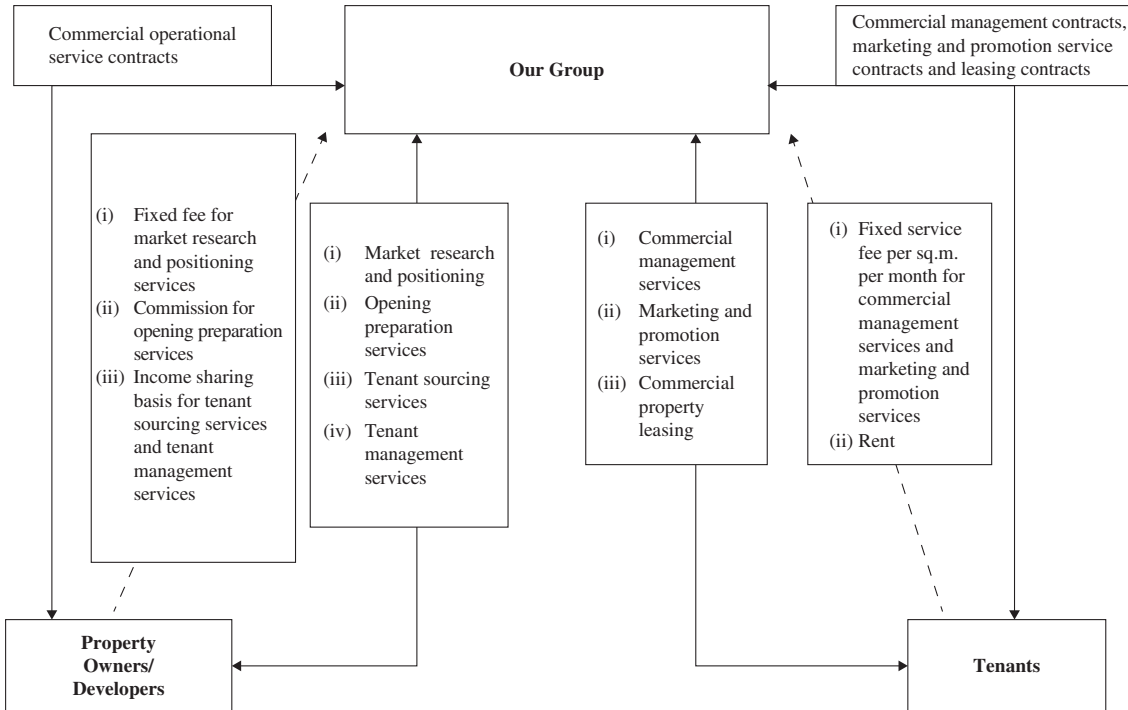 Commercial operational
service contracts
Our Group
Commercial management contracts,
marketing and promotion service
contracts and leasing contracts
(i) Fixed fee for
market research
and positioning
services
(ii) Commission for
opening preparation
services
(iii) Income sharing
basis for tenant
sourcing services
and tenant
management
services
(i) Market research
and positioning
(ii) Opening
preparation
services
(iii) Tenant sourcing
services
(iv) Tenant
management
services
(i) Commercial
management
services
(ii) Marketing and
promotion
services
(iii) Commercial
property
leasing
(i) Fixed service
fee per sq.m.
per month for
commercial
management
services and
marketing and
promotion
services
(ii) Rent
Property
Owners/
Developers
Tenants